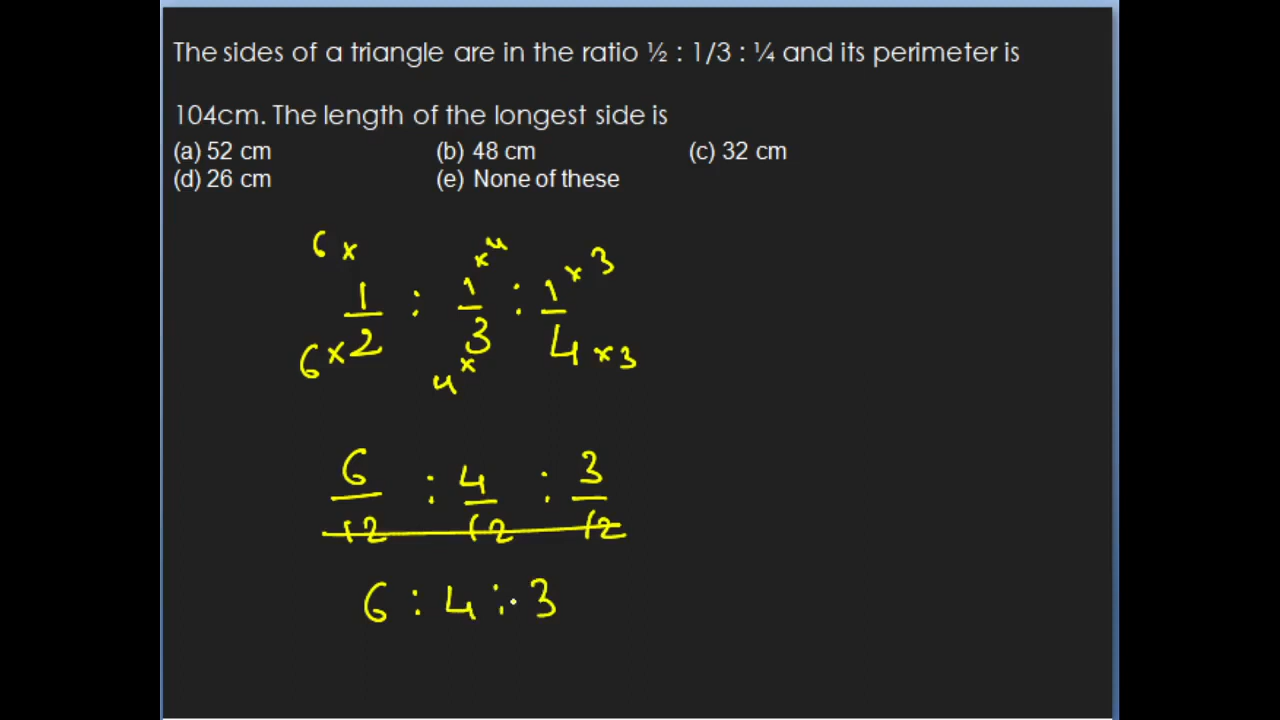 The sides of a triangle are in the ratio ½ : 1/3 : ¼ and its perimeter is
104cm. The length of the longest side is
(a) 52 cm (b) 48 cm (c) 32 cm
(d) 26 cm (e) None of these
6 × ×4 × 3
1 : 1 : 1
6 × 2 3 4 × 3
4 ×
6 : 4 : 3
12 12 12
6 : 4 : 3